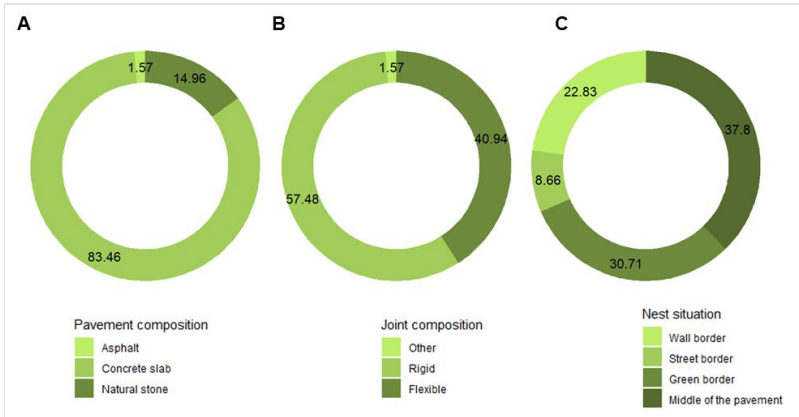 A
B
C
1.57
14.96
83.46
1.57
40.94
57.48
22.83
37.8
8.66
30.71
Pavement composition
Asphalt
Concrete slab
Natural stone
Joint composition
Other
Rigid
Flexible
Nest situation
Wall border
Street border
Green border
Middle of the pavement